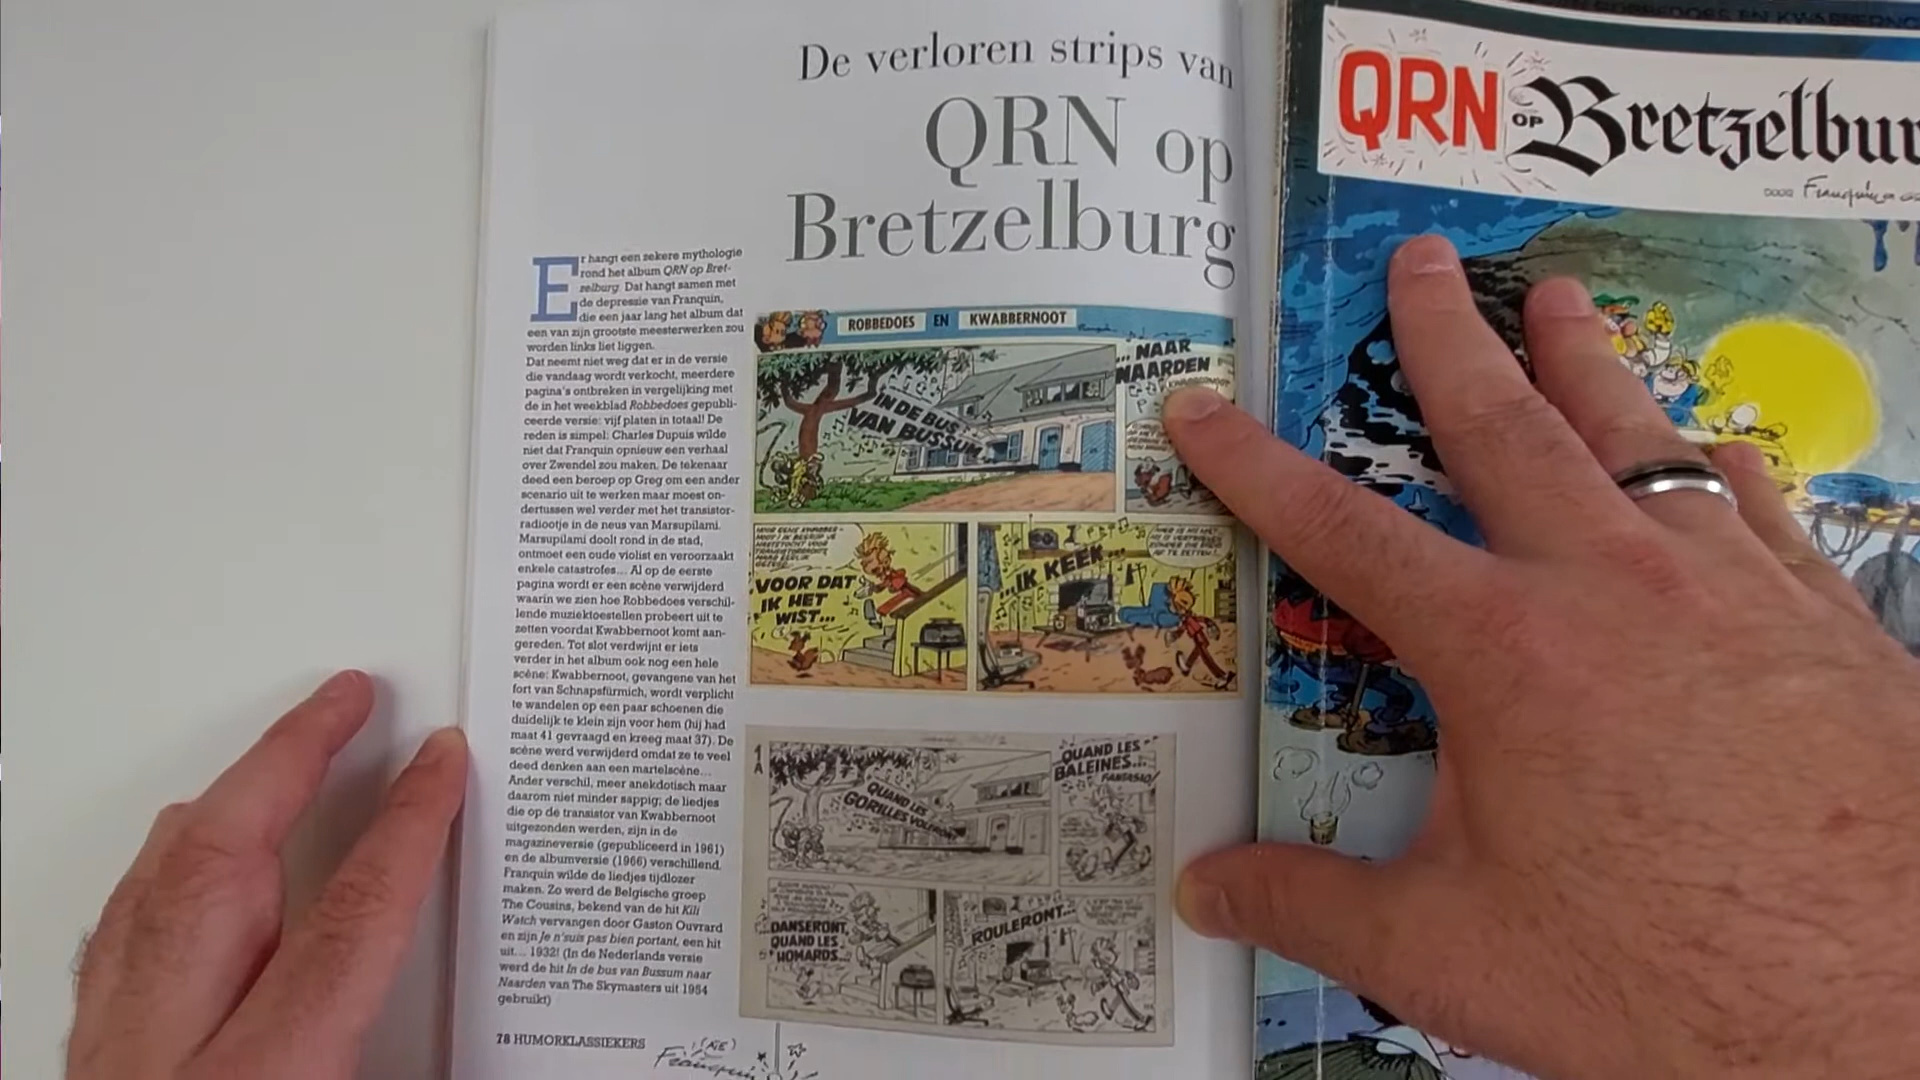 De verloren strips van
QRN op
Bretzelburg
Er hangt een zekere mythologie
rond het album QRN op Bret-
zelburg. Dat hangt samen met
de depressie van Franquin,
die een jaar lang het album dat
een van zijn grootste meesterwerken zou
worden links liet liggen.
Dat neemt niet weg dat er in de versie
die vandaag wordt verkocht, meerdere
pagina's ontbreken in vergelijking met
de in het weekblad Robbedoes gepubli-
ceerde versie: vijf platen in totaal! De
reden is simpel: Charles Dupuis wilde
niet dat Franquin opnieuw een verhaal
over Zwendel zou maken. De tekenaar
deed een beroep op Greg om een ander
scenario uit te werken maar moest on-
dertussen wel verder met het transistor-
radiootje in de neus van Marsupilami.
Marsupilami doolt rond in de stad,
ontmoet een oude violist en veroorzaakt
enkele catastrofes... Al op de eerste
pagina wordt er een scène verwijderd
waarin we zien hoe Robbedoes verschil-
lende muziektoestellen probeert uit te
zetten voordat Kwabbernoot komt aan-
gereden. Tot slot verdwijnt er iets
verder in het album ook nog een hele
scène: Kwabbernoot, gevangene van het
fort van Schnapsfürmich, wordt verplicht
te wandelen op een paar schoenen die
duidelijk te klein zijn voor hem (hij had
maat 41 gevraagd en kreeg maat 37). De
scène werd verwijderd omdat ze te veel
deed denken aan een martelscène...
Ander verschil, meer anekdotisch maar
daarom niet minder sappig; de liedjes
die op de transistor van Kwabbernoot
uitgezonden werden, zijn in de
magazineversie (gepubliceerd in 1961)
en de albumversie (1966) verschillend.
Franquin wilde de liedjes tijdlozer
maken. Zo werd de Belgische groep
The Cousins, bekend van de hit Kili
Watch vervangen door Gaston Ouvrard
en zijn Je n'suis pas bien portant, een hit
uit... 1932! (In de Nederlands versie
werd de hit In de bus van Bussum naar
Naarden van The Skymasters uit 1954
gebruikt)
78 HUMORKLASSIEKERS
Franquin
ROBBEDOES EN KWABBERNOOT
IN DE BUS...
VAN BUSSUM
... NAAR
NAARDEN
KWABBERNOOT
VOOR DAT
IK HET
WIST...
...IK KEEK...
1
A
QUAND LES
GORILLES VOLERONT
QUAND LES
BALEINES...
FANTASIO!
DANSERONT,
QUAND LES
HOMARDS...
ROULERONT...
ROBBEDOES EN KWABBERNO
QRN OP Bretzelbur
DOOR Franquin